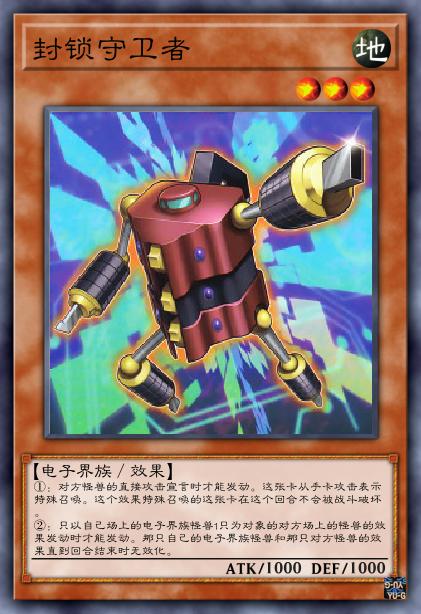 封锁守卫者
地
【电子界族／效果】
①：对方怪兽的直接攻击宣言时才能发动。这张卡从手卡攻击表示
特殊召唤。这个效果特殊召唤的这张卡在这个回合不会被战斗破坏
。
②：只以自己场上的电子界族怪兽1只为对象的对方场上的怪兽的效
果发动时才能发动。那只自己的电子界族怪兽和那只对方怪兽的效
果直到回合结束时无效化。
ATK/1000 DEF/1000